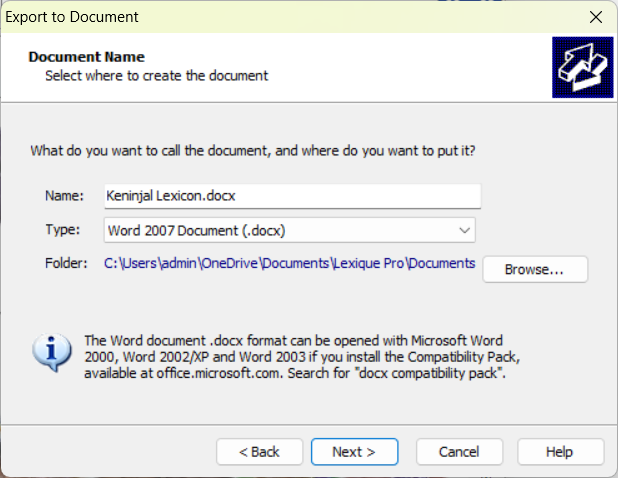 Export to Document
Document Name
Select where to create the document
What do you want to call the document, and where do you want to put it?
Name: Keninjal Lexicon.docx
Type: Word 2007 Document (.docx)
Folder: C:\Users\admin\OneDrive\Documents\Lexique Pro\Documents
Browse...
The Word document .docx format can be opened with Microsoft Word
2000, Word 2002/XP and Word 2003 if you install the Compatibility Pack,
available at office.microsoft.com. Search for "docx compatibility pack".
< Back Next > Cancel Help